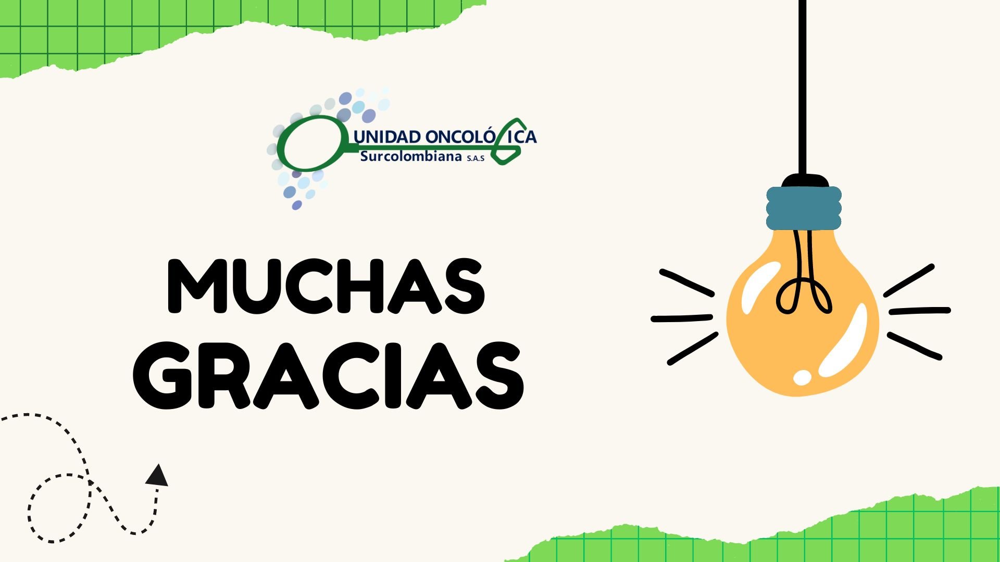 UNIDAD ONCOLÓGICA
Surcolombiana S.A.S
MUCHAS
GRACIAS